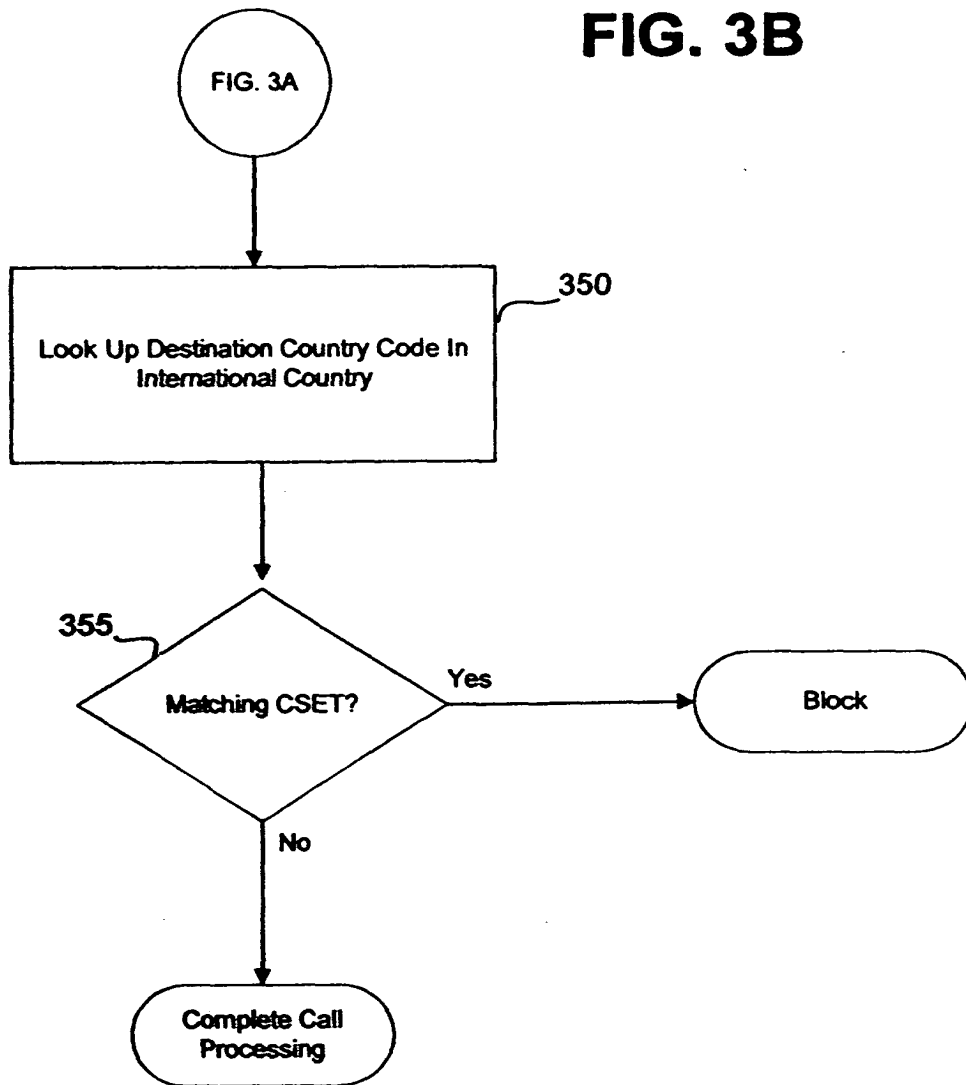 FIG. 3B
FIG. 3A
350
Look Up Destination Country Code In
International Country
355
Matching CSET?
Yes
Block
No
Complete Call
Processing